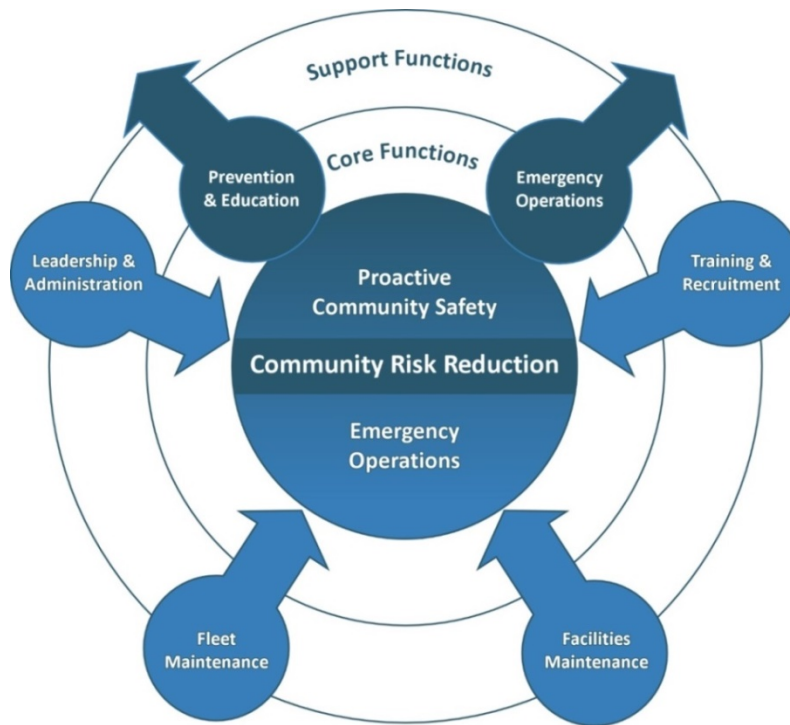 Support Functions
Core Functions
Prevention
& Education
Emergency
Operations
Leadership &
Administration
Training &
Recruitment
Proactive
Community Safety
Community Risk Reduction
Emergency
Operations
Fleet
Maintenance
Facilities
Maintenance